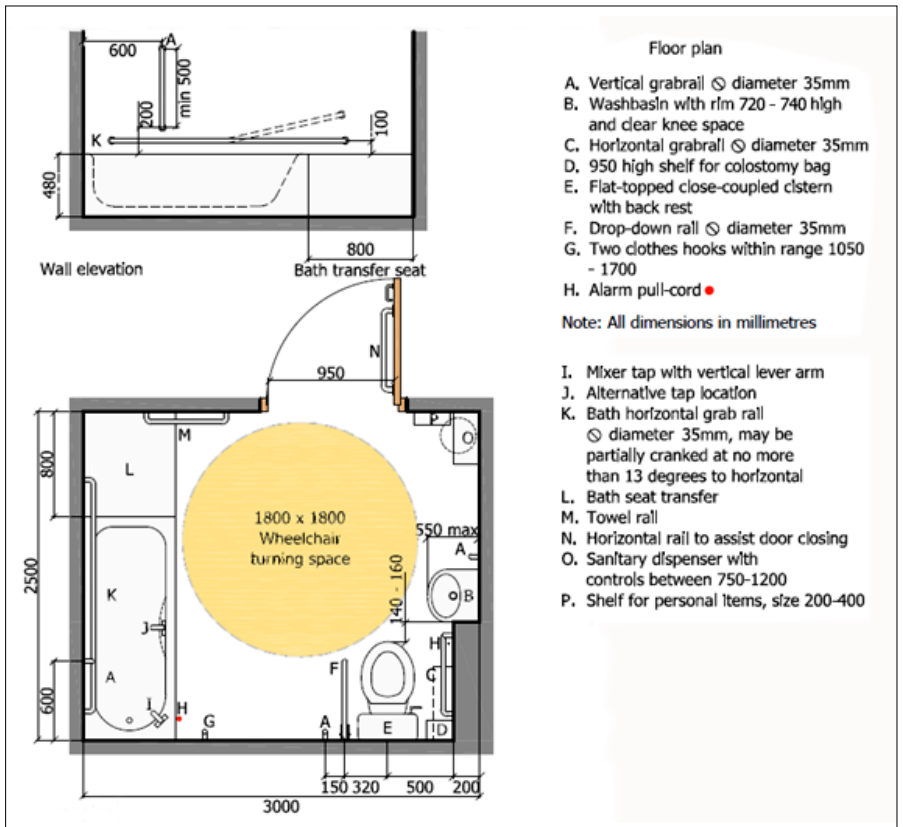 600
A
min 500
200
K
100
480
800
Wall elevation
Bath transfer seat
N
950
M
P
O
800
L
1800 x 1800
Wheelchair
turning space
550 max
A
2500
K
B
140 - 160
J
H
F
C
600
A
I
H
G
A
E
D
150
320
500
200
3000
Floor plan
A. Vertical grabrail ⦸ diameter 35mm
B. Washbasin with rim 720 - 740 high
and clear knee space
C. Horizontal grabrail ⦸ diameter 35mm
D. 950 high shelf for colostomy bag
E. Flat-topped close-coupled cistern
with back rest
F. Drop-down rail ⦸ diameter 35mm
G. Two clothes hooks within range 1050
- 1700
H. Alarm pull-cord
Note: All dimensions in millimetres
I. Mixer tap with vertical lever arm
J. Alternative tap location
K. Bath horizontal grab rail
⦸ diameter 35mm, may be
partially cranked at no more
than 13 degrees to horizontal
L. Bath seat transfer
M. Towel rail
N. Horizontal rail to assist door closing
O. Sanitary dispenser with
controls between 750-1200
P. Shelf for personal items, size 200-400